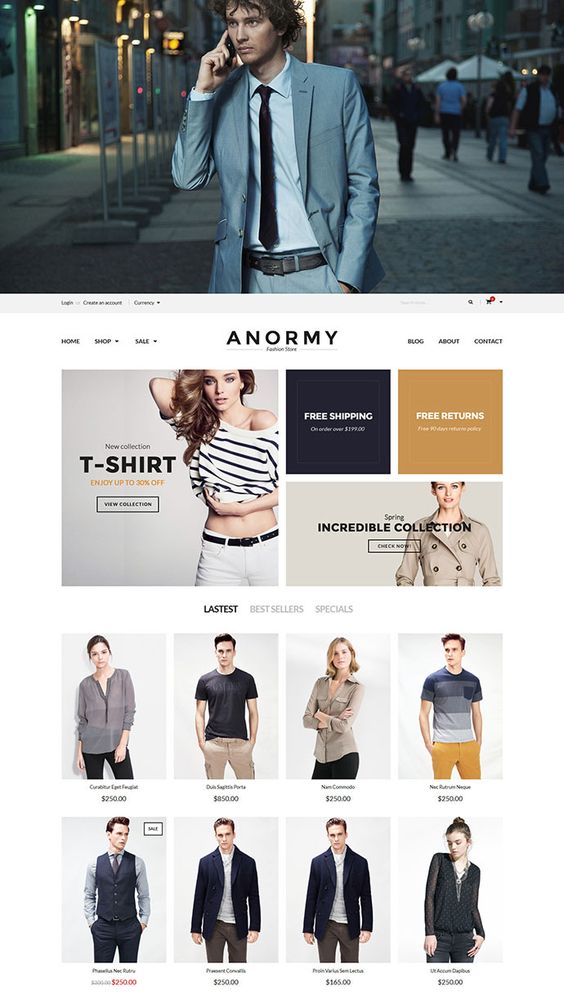 Login or Create an account Currency
HOME SHOP SALE
ANORMY
Fashion Store
BLOG ABOUT CONTACT
New collection
T-SHIRT
ENJOY UP TO 30% OFF
VIEW COLLECTION
FREE SHIPPING
On order over $199.00
FREE RETURNS
Free 90 days returns policy
Spring
INCREDIBLE COLLECTION
CHECK NOW!
LASTEST BEST SELLERS SPECIALS
Curabitur Eget Feugiat
$250.00
Duis Sagittis Porta
$850.00
Nam Commodo
$250.00
Nec Rutrum Neque
$250.00
SALE
Phasellus Nec Rutru
$200.00 $250.00
Praesent Convallis
$250.00
Proin Varius Sem Lectus
$165.00
Ut Accum Dapibus
$250.00